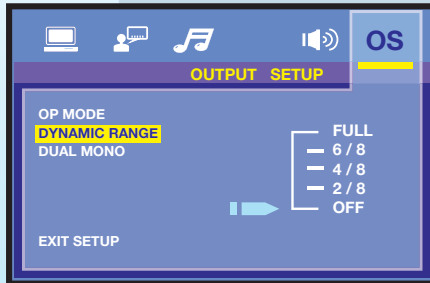 OS
OUTPUT SETUP
OP MODE
DYNAMIC RANGE
DUAL MONO
FULL
6 / 8
4 / 8
2 / 8
OFF
EXIT SETUP